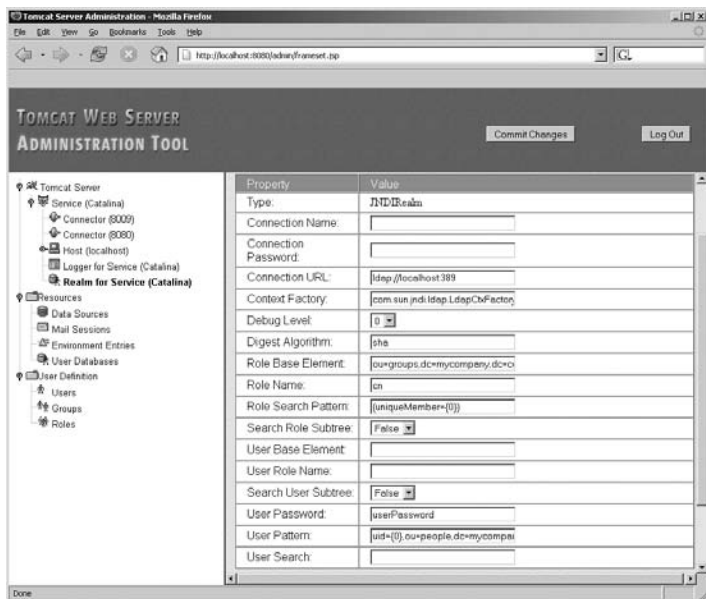 Tomcat Server Administration - Mozilla Firefox
File Edit View Go Bookmarks Tools Help
http://localhost:8080/admin/frameset.jsp
G
TOMCAT WEB SERVER
ADMINISTRATION TOOL
Commit Changes
Log Out
Tomcat Server
Service (Catalina)
Connector (8009)
Connector (8080)
Host (localhost)
Logger for Service (Catalina)
Realm for Service (Catalina)
Resources
Data Sources
Mail Sessions
Environment Entries
User Databases
User Definition
Users
Groups
Roles
Property Value
Type: JNDIRealm
Connection Name:
Connection
Password:
Connection URL: ldap://localhost:389
Context Factory: com.sun.jndi.ldap.LdapCtxFactory
Debug Level: 0
Digest Algorithm: sha
Role Base Element: ou=groups,dc=mycompany,dc=c
Role Name: cn
Role Search Pattern: (uniqueMember={0})
Search Role Subtree: False
User Base Element:
User Role Name:
Search User Subtree: False
User Password: userPassword
User Pattern: uid={0},ou=people,dc=mycompa
User Search:
Done